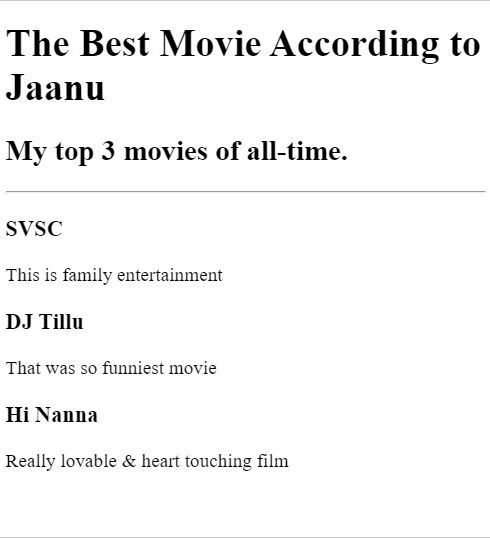 The Best Movie According to
Jaanu
My top 3 movies of all-time.
SVSC
This is family entertainment
DJ Tillu
That was so funniest movie
Hi Nanna
Really lovable & heart touching film